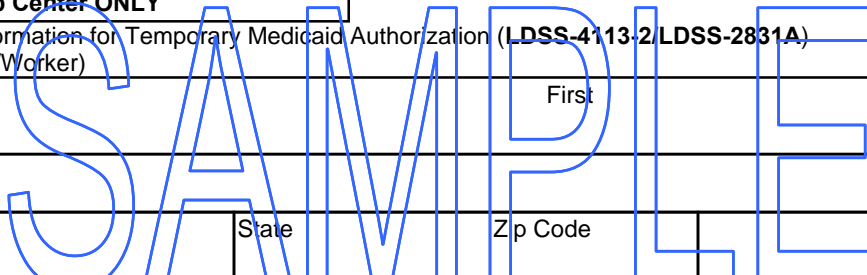 Center ONLY
ormation for Temporary Medicaid Authorization (LDSS-4113-2/LDSS-2831A)
/Worker)
First
State Zip Code
SAMPLE